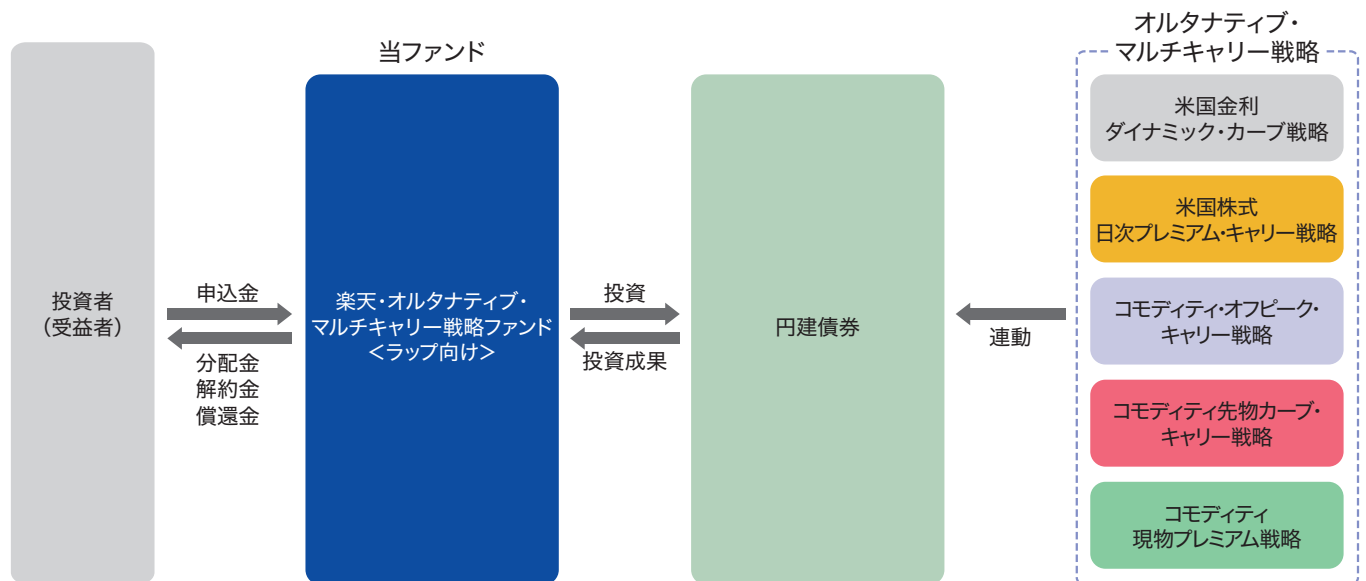 投資者
(受益者)
申込金
分配金
解約金
償還金
当ファンド
楽天・オルタナティブ・
マルチキャリー戦略ファンド
<ラップ向け>
投資
投資成果
円建債券
連動
オルタナティブ・
マルチキャリー戦略
米国金利
ダイナミック・カーブ戦略
米国株式
日次プレミアム・キャリー戦略
コモディティ・オフピーク・
キャリー戦略
コモディティ先物カーブ・
キャリー戦略
コモディティ
現物プレミアム戦略